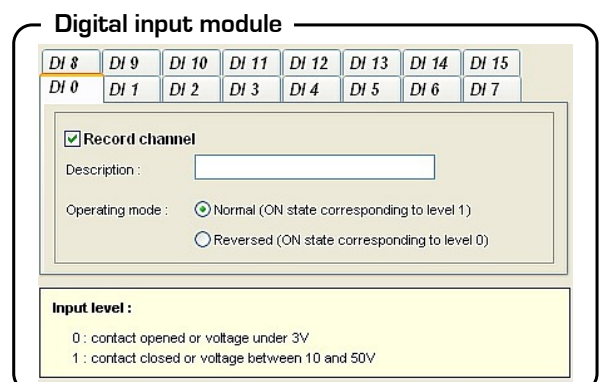 Digital input module
DI 8 DI 9 DI 10 DI 11 DI 12 DI 13 DI 14 DI 15
DI 0 DI 1 DI 2 DI 3 DI 4 DI 5 DI 6 DI 7
Record channel
Description :
Operating mode : Normal (ON state corresponding to level 1)
Reversed (ON state corresponding to level 0)
Input level :
0 : contact opened or voltage under 3V
1 : contact closed or voltage between 10 and 50V